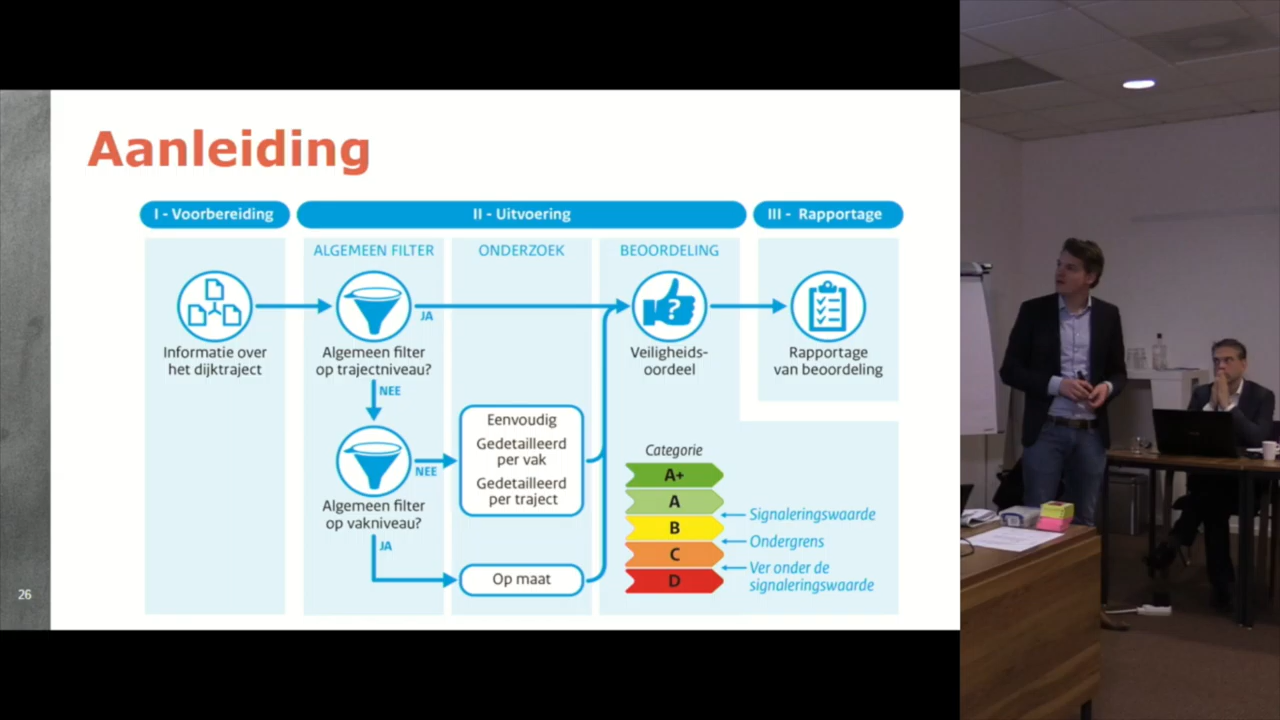 Aanleiding
I - Voorbereiding
II - Uitvoering
III - Rapportage
ALGEMEEN FILTER
ONDERZOEK
BEOORDELING
JA
?
Informatie over
het dijktraject
Algemeen filter
op trajectniveau?
Veiligheids-
oordeel
Rapportage
van beoordeling
NEE
Eenvoudig
Gedetailleerd
per vak
Gedetailleerd
per traject
NEE
Algemeen filter
op vakniveau?
JA
Op maat
Categorie
A+
A
B
C
D
Signaleringswaarde
Ondergrens
Ver onder de
signaleringswaarde
26